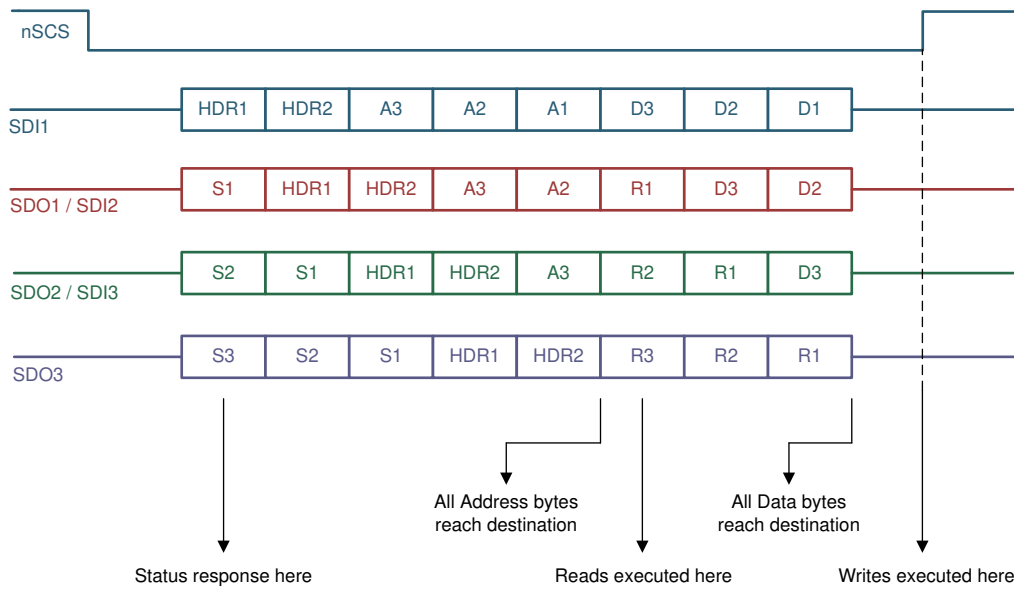 nSCS
HDR1 HDR2 A3 A2 A1 D3 D2 D1
SDI1
S1 HDR1 HDR2 A3 A2 R1 D3 D2
SDO1 / SDI2
S2 S1 HDR1 HDR2 A3 R2 R1 D3
SDO2 / SDI3
S3 S2 S1 HDR1 HDR2 R3 R2 R1
SDO3
All Address bytes
reach destination
All Data bytes
reach destination
Status response here
Reads executed here
Writes executed here